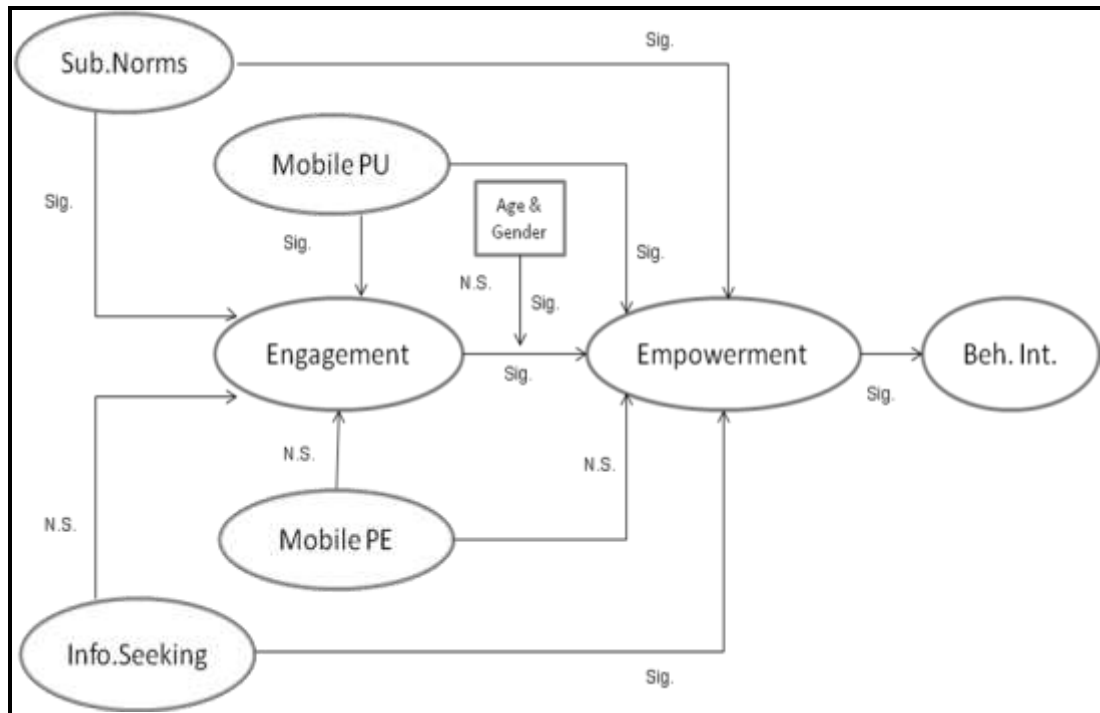 Sig.
Sub.Norms
Mobile PU
Age &
Gender
Sig.
Sig.
N.S.
Sig.
Sig.
Engagement
Empowerment
Beh. Int.
Sig.
Sig.
N.S.
N.S.
N.S.
Mobile PE
Info.Seeking
Sig.